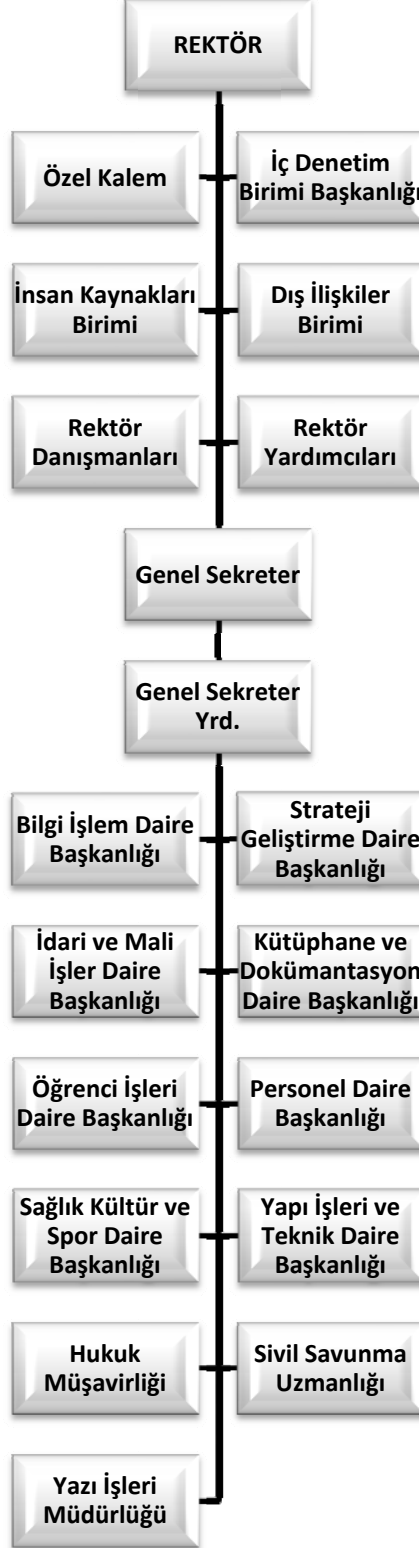 REKTÖR
Özel Kalem
İç Denetim
Birimi Başkanlığı
İnsan Kaynakları
Birimi
Dış İlişkiler
Birimi
Rektör
Danışmanları
Rektör
Yardımcıları
Genel Sekreter
Genel Sekreter
Yrd.
Bilgi İşlem Daire
Başkanlığı
Strateji
Geliştirme Daire
Başkanlığı
İdari ve Mali
İşler Daire
Başkanlığı
Kütüphane ve
Dokümantasyon
Daire Başkanlığı
Öğrenci İşleri
Daire Başkanlığı
Personel Daire
Başkanlığı
Sağlık Kültür ve
Spor Daire
Başkanlığı
Yapı İşleri ve
Teknik Daire
Başkanlığı
Hukuk
Müşavirliği
Sivil Savunma
Uzmanlığı
Yazı İşleri
Müdürlüğü